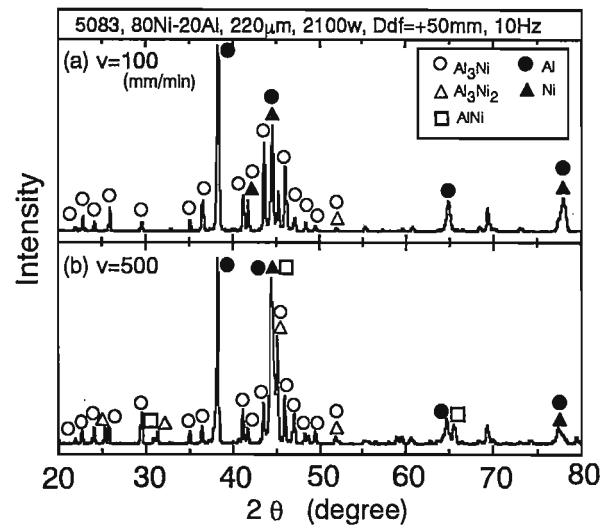 5083, 80Ni-20Al, 220μm, 2100w, Ddf=+50mm, 10Hz
(a) v=100
(mm/min)
○ Al₃Ni ● Al
△ Al₃Ni₂ ▲ Ni
□ AlNi
Intensity
(b) v=500
20 30 40 50 60 70 80
2 θ (degree)